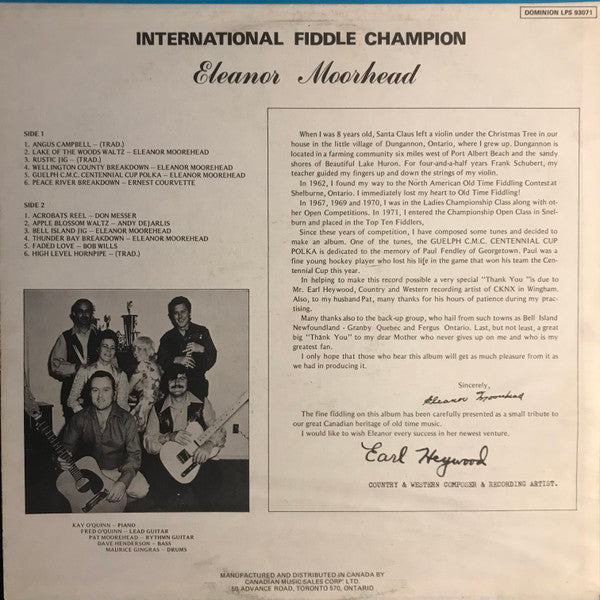 DOMINION LPS 93071
INTERNATIONAL FIDDLE CHAMPION
Eleanor Moorhead
SIDE 1
1. ANGUS CAMPBELL – (TRAD.)
2. LAKE OF THE WOODS WALTZ – ELEANOR MOOREHEAD
3. RUSTIC JIG – (TRAD.)
4. WELLINGTON COUNTY BREAKDOWN – ELEANOR MOOREHEAD
5. GUELPH C.M.C. CENTENNIAL CUP POLKA – ELEANOR MOOREHEAD
6. PEACE RIVER BREAKDOWN – ERNEST COURVETTE
SIDE 2
1. ACROBATS REEL – DON MESSER
2. APPLE BLOSSOM WALTZ – ANDY DEJARLIS
3. BELL ISLAND JIG – ELEANOR MOOREHEAD
4. THUNDER BAY BREAKDOWN – ELEANOR MOOREHEAD
5. FADED LOVE – BOB WILLS
6. HIGH LEVEL HORNPIPE – (TRAD.)
When I was 8 years old, Santa Claus left a violin under the Christmas Tree in our
house in the little village of Dungannon, Ontario, where I grew up. Dungannon is
located in a farming community six miles west of Port Albert Beach and the sandy
shores of Beautiful Lake Huron. For four-and-a-half years Frank Schubert, my
teacher guided my fingers up and down the strings of my violin.
In 1962, I found my way to the North American Old Time Fiddling Contest at
Shelburne, Ontario. I immediately lost my heart to Old Time Fiddling!
In 1967, 1969 and 1970, I was in the Ladies Championship Class along with ot-
her Open Competitions. In 1971, I entered the Championship Open Class in Shel-
burn and placed in the Top Ten Fiddlers,
Since these years of competition, I have composed some tunes and decided to
make an album. One of the tunes, the GUELPH C.M.C. CENTENNIAL CUP
POLKA is dedicated to the memory of Paul Fendley of Georgetown. Paul was a
fine young hockey player who lost his life in the game that won his team the Cen-
tennial Cup this year.
In helping to make this record possible a very special "Thank You" is due to
Mr. Earl Heywood, Country and Western recording artist of CKNX in Wingham.
Also, to my husband Pat, many thanks for his hours of patience during my prac-
tising.
Many thanks also to the back-up group, who hail from such towns as Bell Island
Newfoundland - Granby Quebec and Fergus Ontario. Last, but not least, a great
big "Thank You" to my dear Mother who never gives up on me and who is my
greatest fan.
I only hope that those who hear this album will get as much pleasure from it as
we had in producing it.
Sincerely,
Eleanor Moorhead
The fine fiddling on this album has been carefully presented as a small tribute to
our great Canadian heritage of old time music.
I would like to wish Eleanor every success in her newest venture.
Earl Heywood
COUNTRY & WESTERN COMPOSER & RECORDING ARTIST.
KAY O'QUINN – PIANO
FRED O'QUINN – LEAD GUITAR
PAT MOOREHEAD – RYTHMN GUITAR
DAVE HENDERSON – BASS
MAURICE GINGRAS – DRUMS
MANUFACTURED AND DISTRIBUTED IN CANADA BY
CANADIAN MUSIC SALES CORP' LTD.
58 ADVANCE ROAD, TORONTO 570, ONTARIO